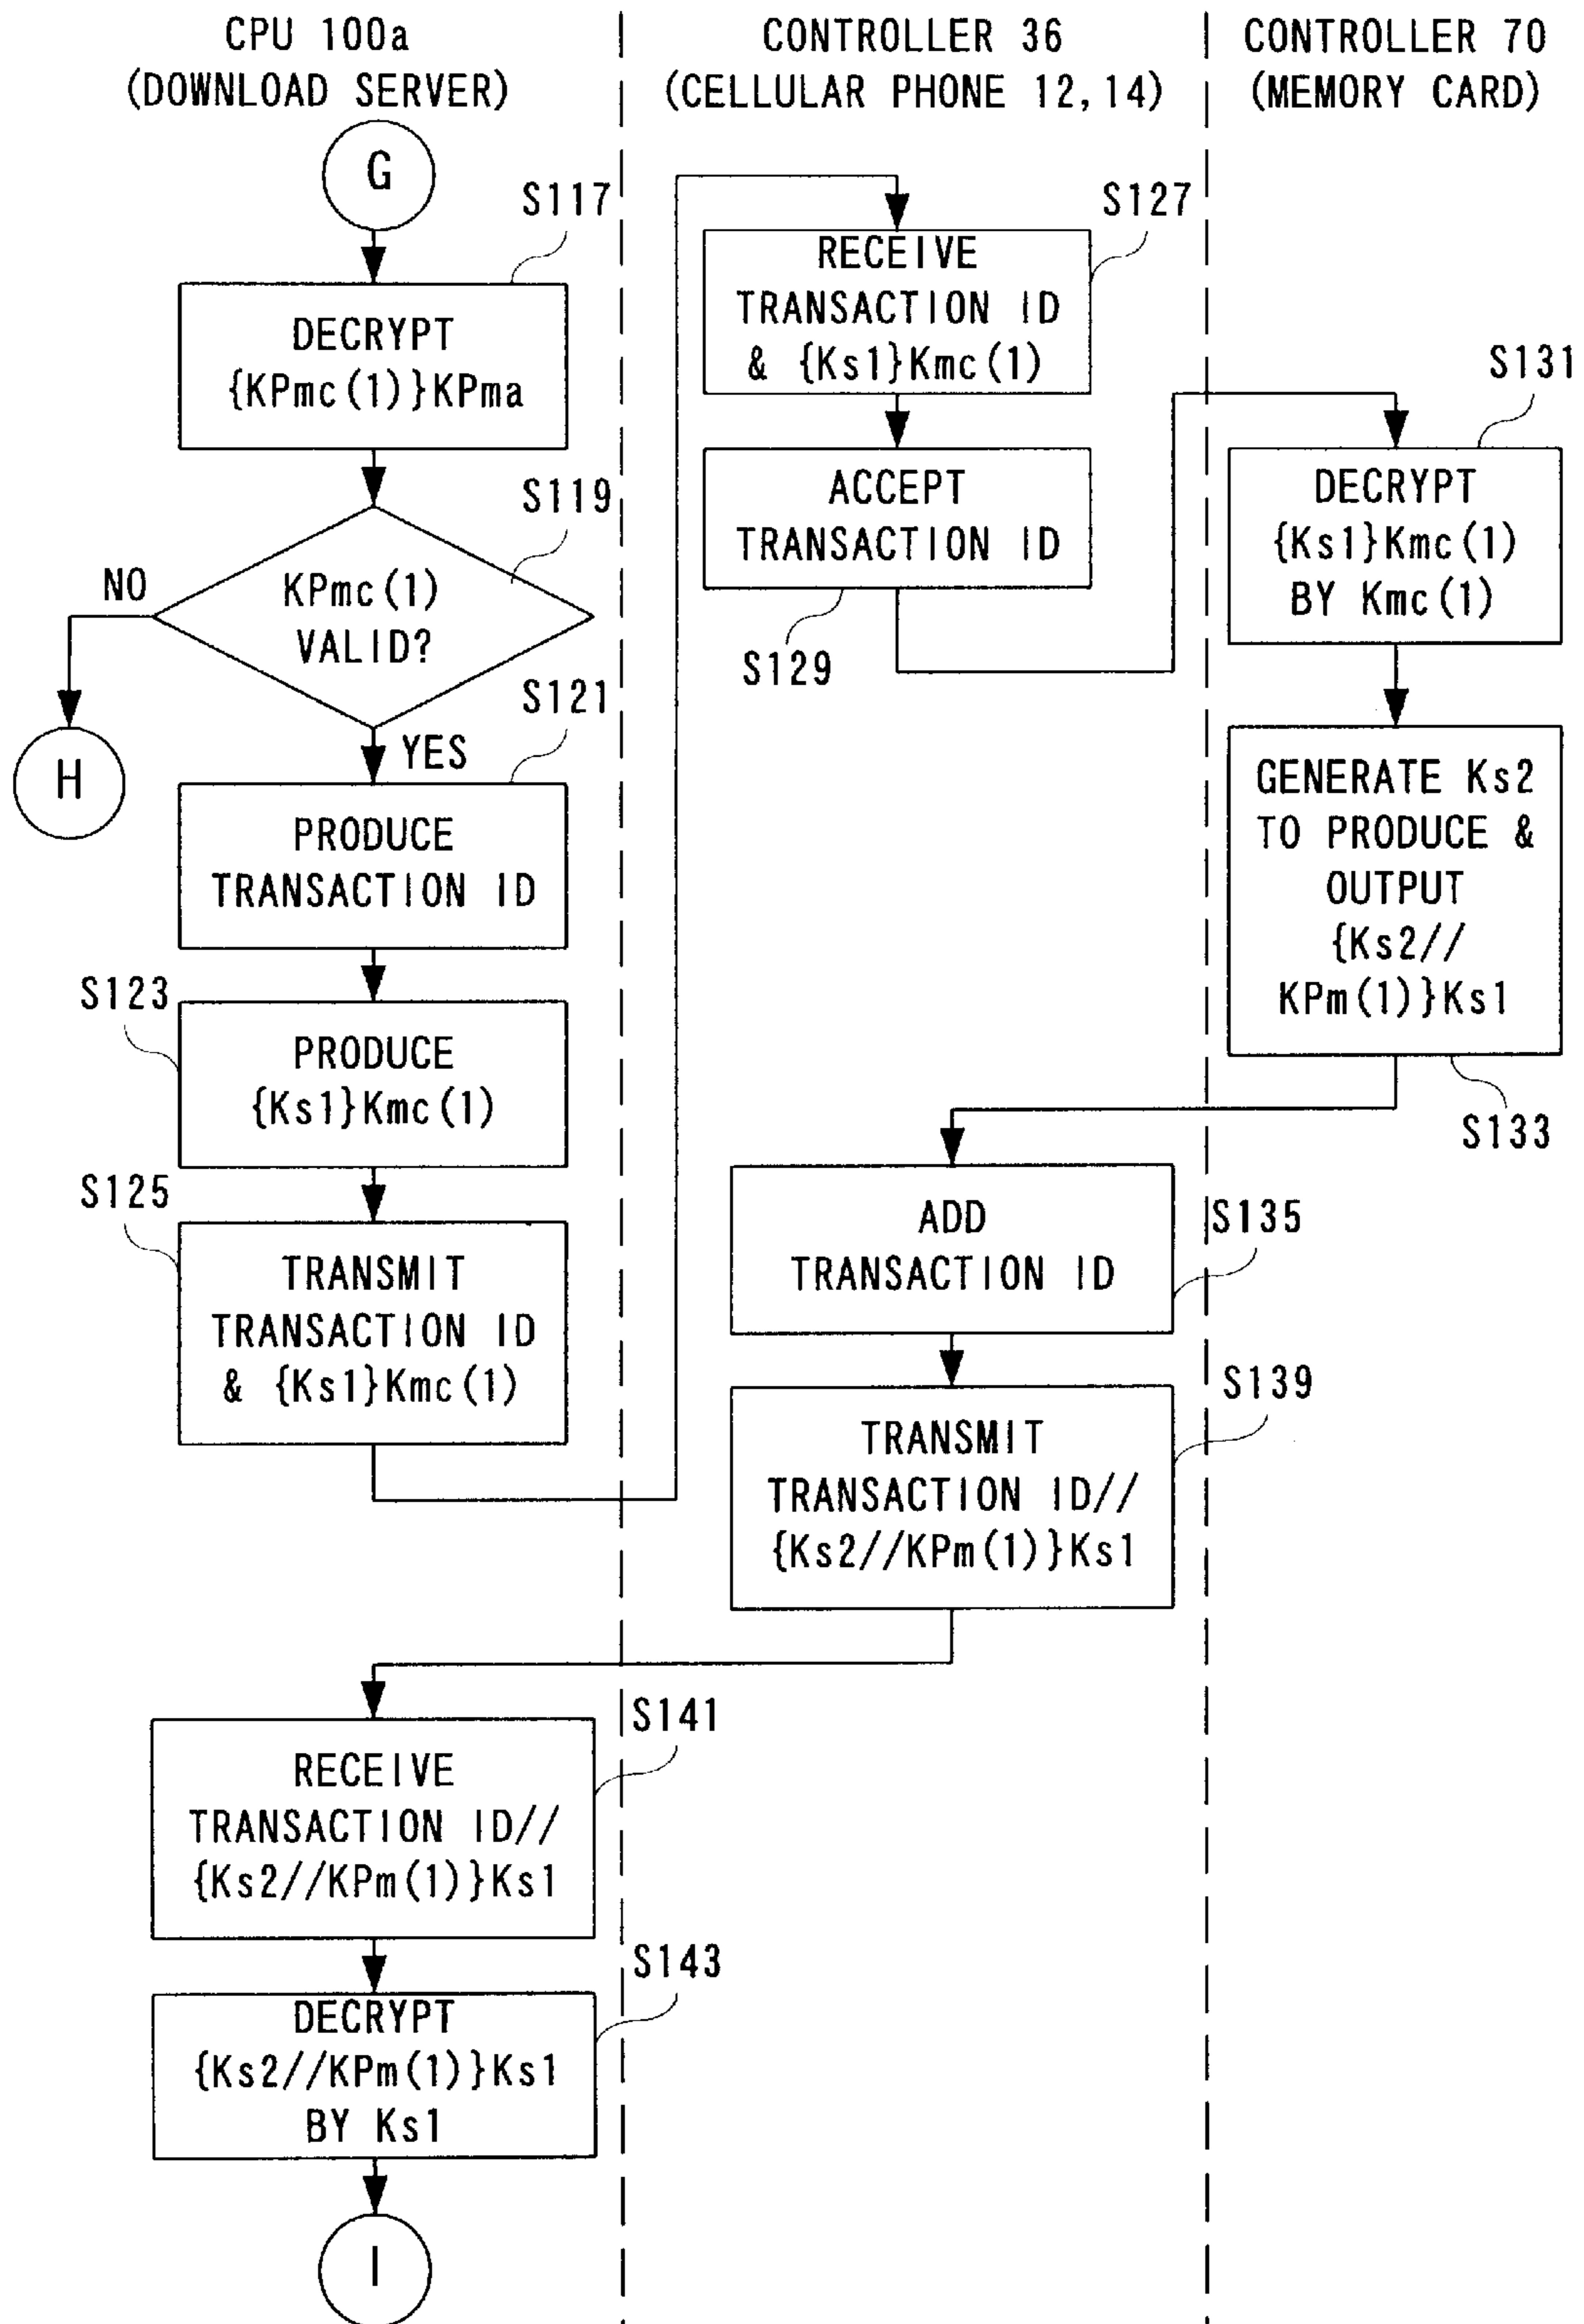 CPU 100a
(DOWNLOAD SERVER)
CONTROLLER 36
(CELLULAR PHONE 12,14)
CONTROLLER 70
(MEMORY CARD)
G
S117
DECRYPT
{KPmc(1)}KPma
S119
KPmc(1)
VALID?
NO
H
YES
S121
PRODUCE
TRANSACTION ID
S123
PRODUCE
{Ks1}Kmc(1)
S125
TRANSMIT
TRANSACTION ID
& {Ks1}Kmc(1)
S127
RECEIVE
TRANSACTION ID
& {Ks1}Kmc(1)
ACCEPT
TRANSACTION ID
S129
S131
DECRYPT
{Ks1}Kmc(1)
BY Kmc(1)
GENERATE Ks2
TO PRODUCE &
OUTPUT
{Ks2//
KPm(1)}Ks1
S133
ADD
TRANSACTION ID
S135
S139
TRANSMIT
TRANSACTION ID//
{Ks2//KPm(1)}Ks1
S141
RECEIVE
TRANSACTION ID//
{Ks2//KPm(1)}Ks1
S143
DECRYPT
{Ks2//KPm(1)}Ks1
BY Ks1
I